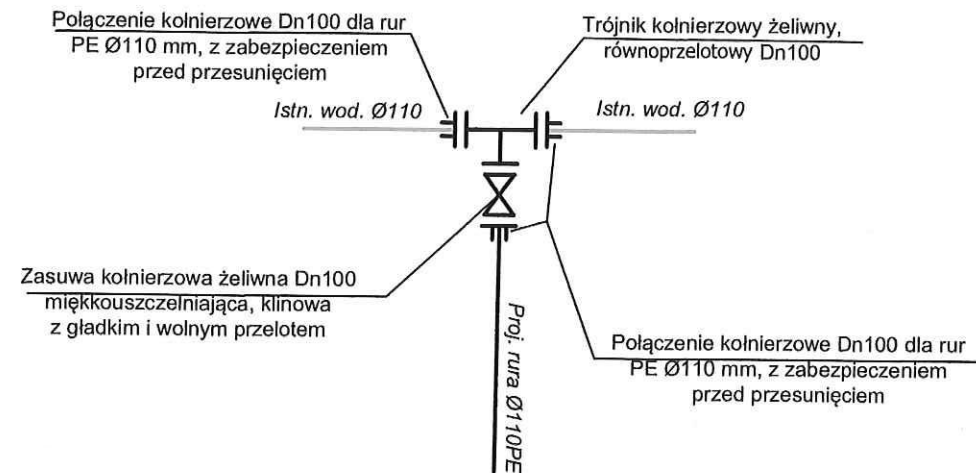 Połączenie kołnierzowe Dn100 dla rur
PE Ø110 mm, z zabezpieczeniem
przed przesunięciem
Trójnik kołnierzowy żeliwny,
równoprzelotowy Dn100
Istn. wod. Ø110
Istn. wod. Ø110
Zasuwa kołnierzowa żeliwna Dn100
miękkouszczelniająca, klinowa
z gładkim i wolnym przelotem
Proj. rura Ø110PE
Połączenie kołnierzowe Dn100 dla rur
PE Ø110 mm, z zabezpieczeniem
przed przesunięciem